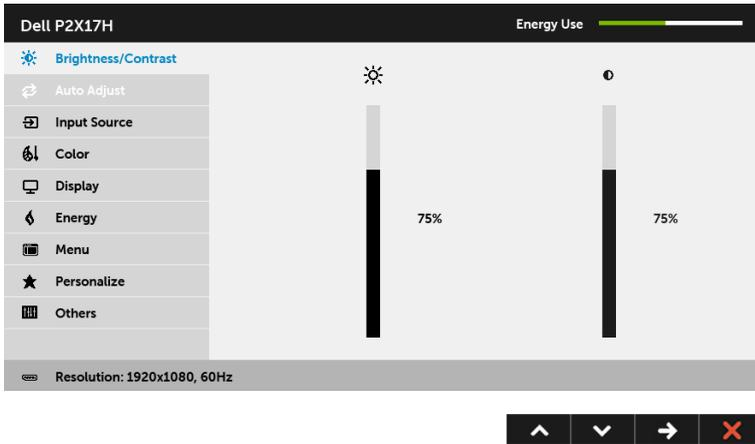 Dell P2X17H
Energy Use
Brightness/Contrast
Auto Adjust
Input Source
Color
Display
Energy
Menu
Personalize
Others
75%
75%
Resolution: 1920x1080, 60Hz